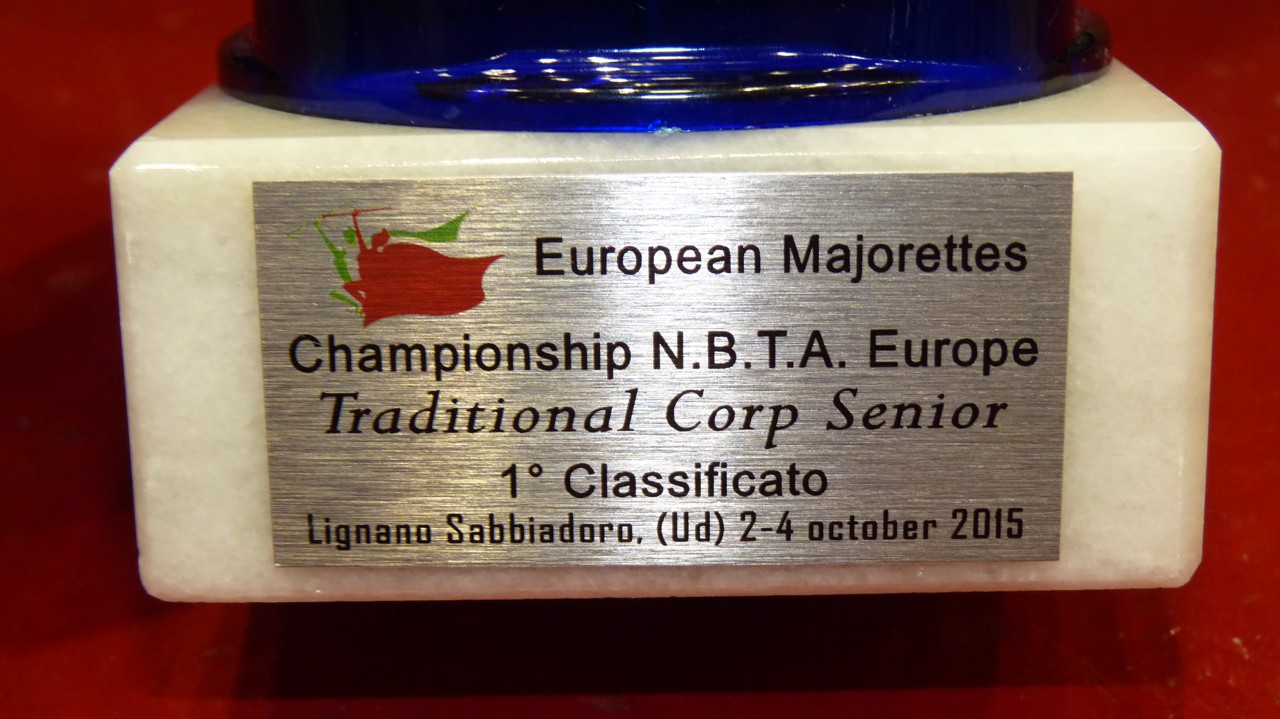 European Majorettes
Championship N.B.T.A. Europe
Traditional Corp Senior
1° Classificato
Lignano Sabbiadoro, (Ud) 2-4 october 2015